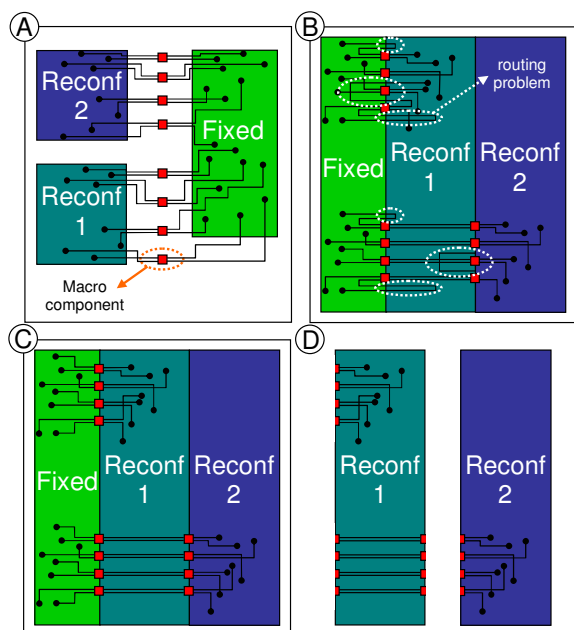 A
Reconf
2
Fixed
Reconf
1
Macro
component
B
routing
problem
Fixed
Reconf
1
Reconf
2
C
Fixed
Reconf
1
Reconf
2
D
Reconf
1
Reconf
2